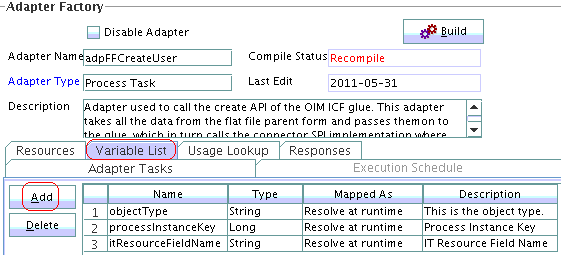 Adapter Factory
Disable Adapter
Build
Adapter Name adpFFCreateUser Compile Status Recompile
Adapter Type Process Task Last Edit 2011-05-31
Description Adapter used to call the create API of the OIM ICF glue. This adapter
takes all the data from the flat file parent form and passes themon to
the glue, which in turn calls the connector SPI implementation where
Resources Variable List Usage Lookup Responses
Adapter Tasks Execution Schedule
Add
Delete
Name Type Mapped As Description
1 objectType String Resolve at runtime This is the object type.
2 processInstanceKey Long Resolve at runtime Process Instance Key
3 itResourceFieldName String Resolve at runtime IT Resource Field Name